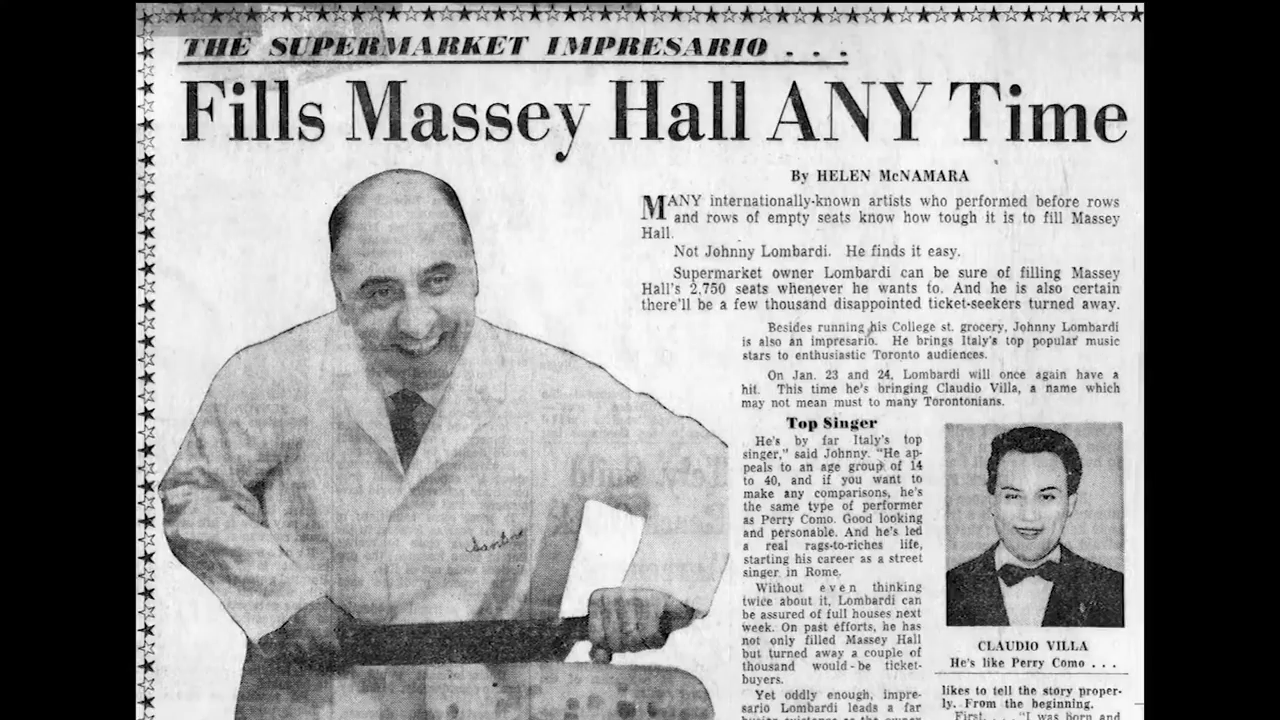 THE SUPERMARKET IMPRESARIO . . .
Fills Massey Hall ANY Time
By HELEN McNAMARA
MANY internationally-known artists who performed before rows
and rows of empty seats know how tough it is to fill Massey
Hall.
Not Johnny Lombardi. He finds it easy.
Supermarket owner Lombardi can be sure of filling Massey
Hall's 2,750 seats whenever he wants to. And he is also certain
there'll be a few thousand disappointed ticket-seekers turned away.
Besides running his College st. grocery, Johnny Lombardi
is also an impresario. He brings Italy's top popular music
stars to enthusiastic Toronto audiences.
On Jan. 23 and 24, Lombardi will once again have a
hit. This time he's bringing Claudio Villa, a name which
may not mean must to many Torontonians.
Top Singer
He's by far Italy's top
singer," said Johnny. "He ap-
peals to an age group of 14
to 40, and if you want to
make any comparisons, he's
the same type of performer
as Perry Como. Good looking
and personable. And he's led
a real rags-to-riches life,
starting his career as a street
singer in Rome.
Without even thinking
twice about it, Lombardi can
be assured of full houses next
week. On past efforts, he has
not only filled Massey Hall
but turned away a couple of
thousand would-be ticket-
buyers.
Yet oddly enough, impre-
sario Lombardi leads a far
busier existence as the owner
CLAUDIO VILLA
He's like Perry Como . . .
likes to tell the story proper-
ly. From the beginning.
First, . . . "I was born and